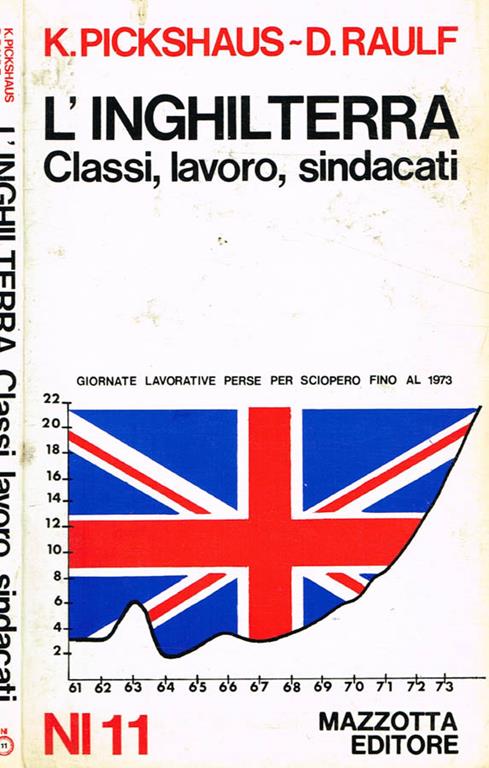 K. PICKSHAUS
L'INGHILTERRA Classi, lavoro, sindacati
NI
11
K.PICKSHAUS~D.RAULF
L'INGHILTERRA
Classi, lavoro, sindacati
GIORNATE LAVORATIVE PERSE PER SCIOPERO FINO AL 1973
22
20
18
16
14
12
10
8
6
4
2
61 62 63 64 65 66 67 68 69 70 71 72 73
NI 11
MAZZOTTA
EDITORE